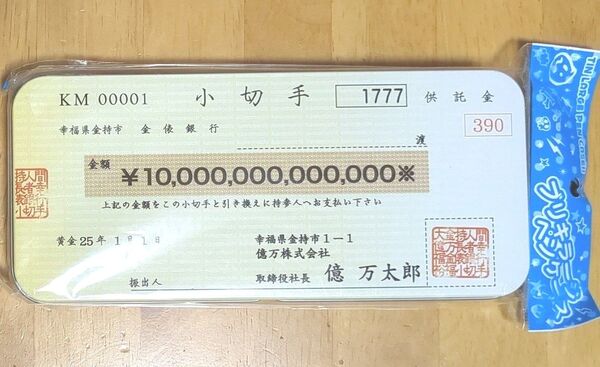 KM 00001 小切手 1777 供託金
390
幸福県金持市 金俵銀行 渡
金額 ¥10,000,000,000,000※
上記の金額をこの小切手と引き換えに持参人へお支払い下さい
黄金25年1月1日
幸福県金持市1－1
億万株式会社
振出人 取締役社長 億 万太郎